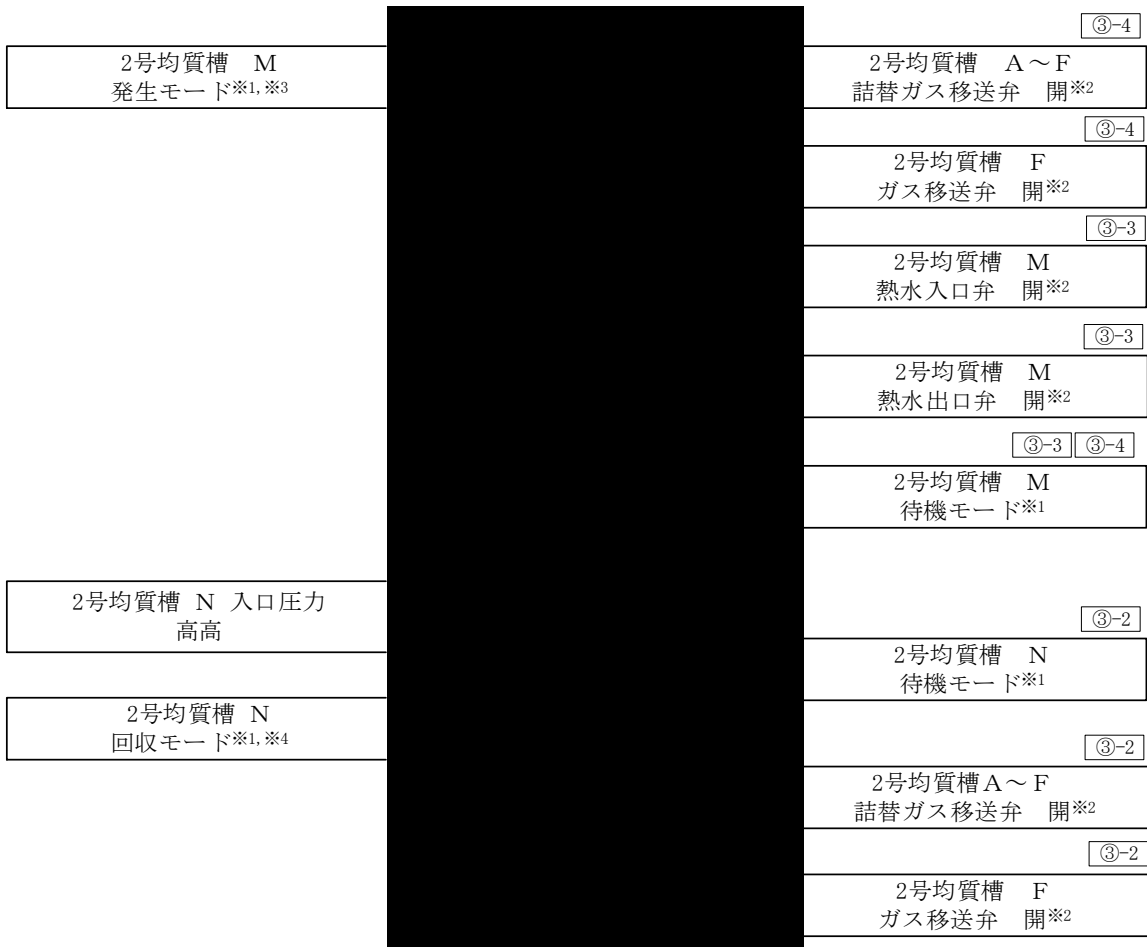 2号均質槽　M
発生モード※1,※3
2号均質槽 N 入口圧力
高高
2号均質槽 N
回収モード※1,※4
③-4
2号均質槽　A～F
詰替ガス移送弁　開※2
③-4
2号均質槽　F
ガス移送弁　開※2
③-3
2号均質槽　M
熱水入口弁　開※2
③-3
2号均質槽　M
熱水出口弁　開※2
③-3 ③-4
2号均質槽　M
待機モード※1
③-2
2号均質槽　N
待機モード※1
③-2
2号均質槽A～F
詰替ガス移送弁　開※2
③-2
2号均質槽　F
ガス移送弁　開※2